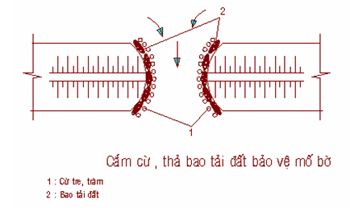 2
1
Cắm cừ , thả bao tải đất bảo vệ mố bờ
1 : Cừ tre, tràm
2 : Bao tải đất